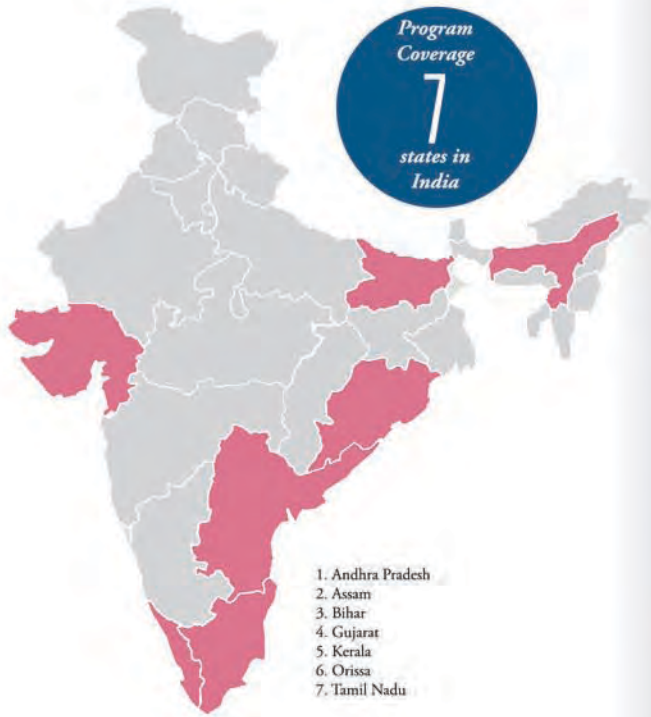 Program
Coverage
7
states in
India
1. Andhra Pradesh
2. Assam
3. Bihar
4. Gujarat
5. Kerala
6. Orissa
7. Tamil Nadu